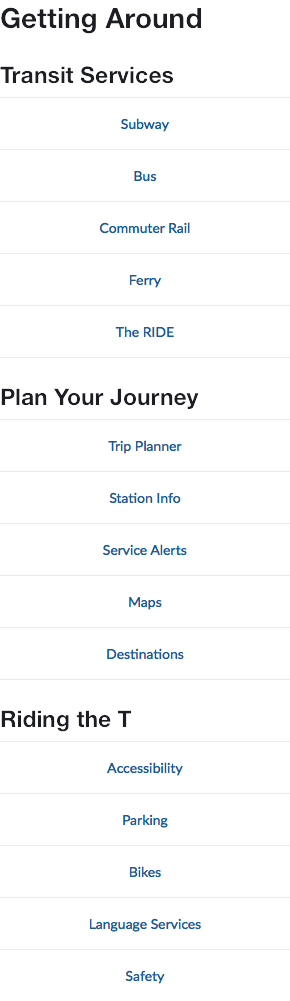 Getting Around
Transit Services
Subway
Bus
Commuter Rail
Ferry
The RIDE
Plan Your Journey
Trip Planner
Station Info
Service Alerts
Maps
Destinations
Riding the T
Accessibility
Parking
Bikes
Language Services
Safety